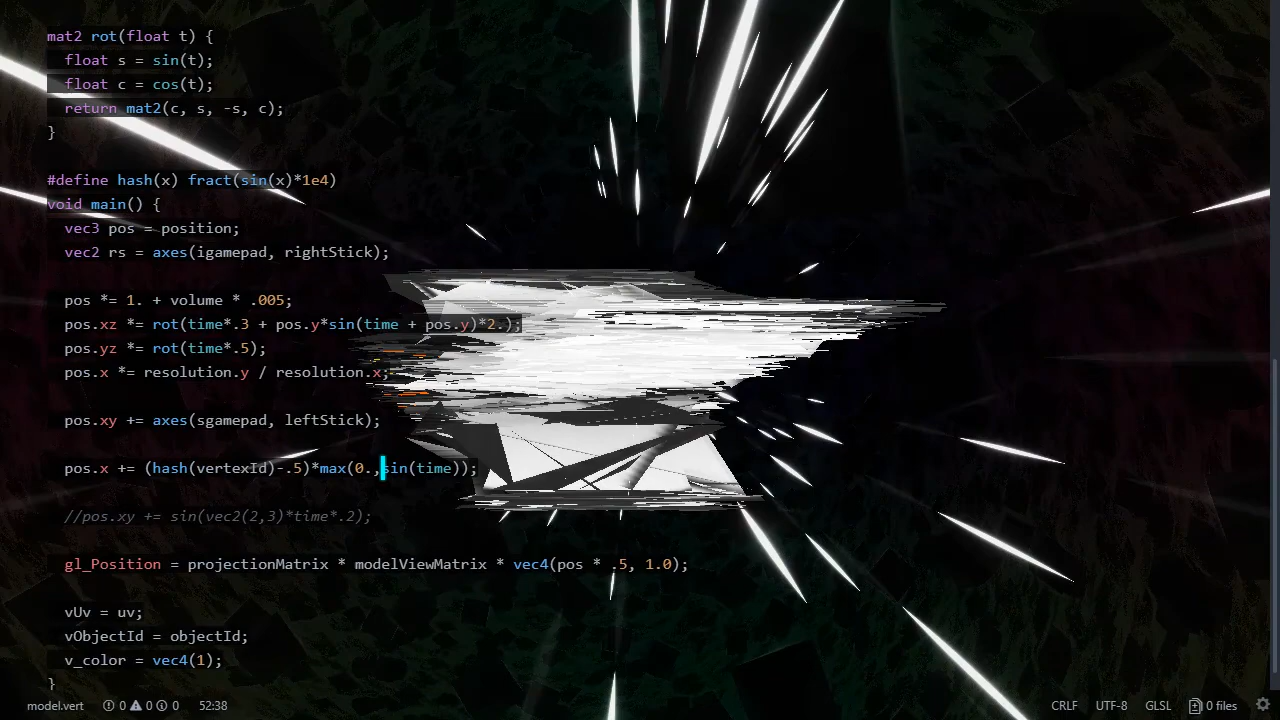 mat2 rot(float t) {
  float s = sin(t);
  float c = cos(t);
  return mat2(c, s, -s, c);
}
#define hash(x) fract(sin(x)*1e4)
void main() {
  vec3 pos = position;
  vec2 rs = axes(igamepad, rightStick);
  pos *= 1. + volume * .005;
  pos.xz *= rot(time*.3 + pos.y*sin(time + pos.y)*2.);
  pos.yz *= rot(time*.5);
  pos.x *= resolution.y / resolution.x;
  pos.xy += axes(sgamepad, leftStick);
  pos.x += (hash(vertexId)-.5)*max(0.,sin(time));
  //pos.xy += sin(vec2(2,3)*time*.2);
  gl_Position = projectionMatrix * modelViewMatrix * vec4(pos * .5, 1.0);
  vUv = uv;
  vObjectId = objectId;
  v_color = vec4(1);
}
model.vert 0 0 0 52:38 CRLF UTF-8 GLSL 0 files